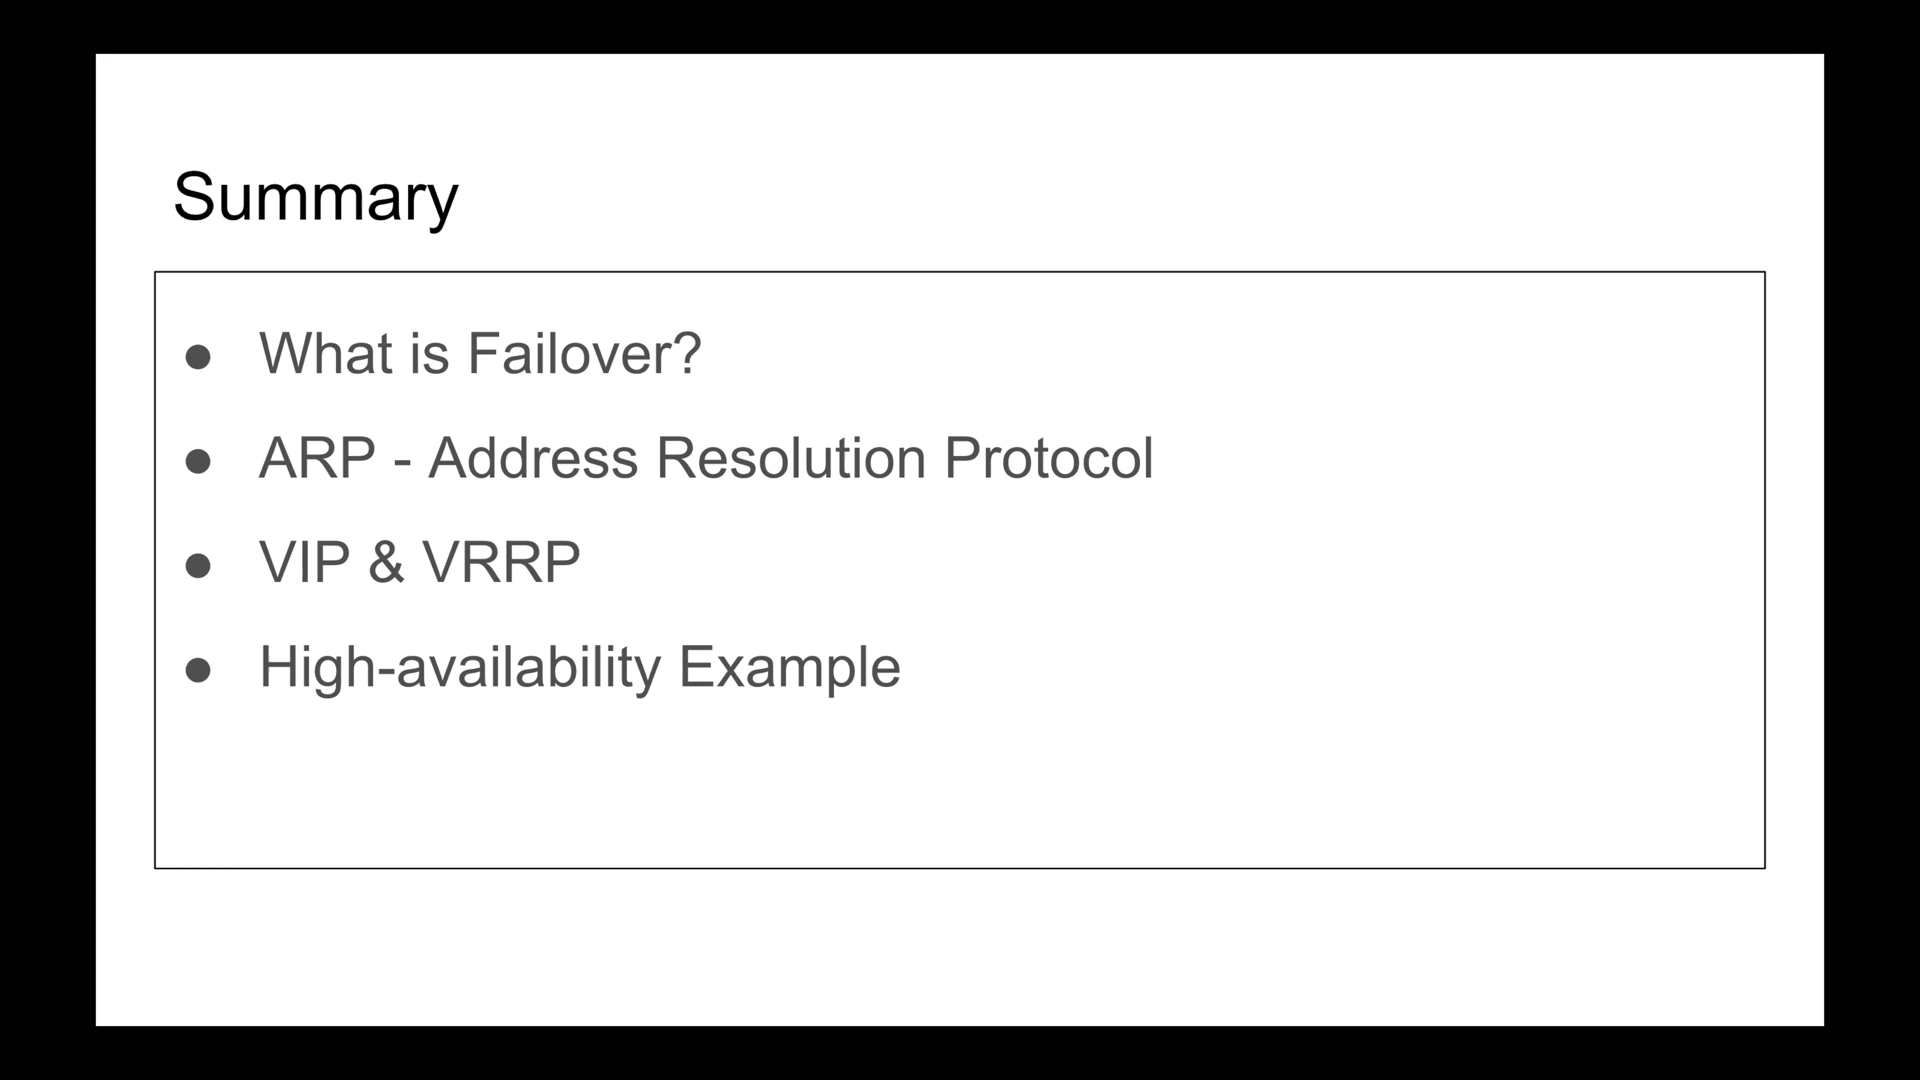 Summary
● What is Failover?
● ARP - Address Resolution Protocol
● VIP & VRRP
● High-availability Example